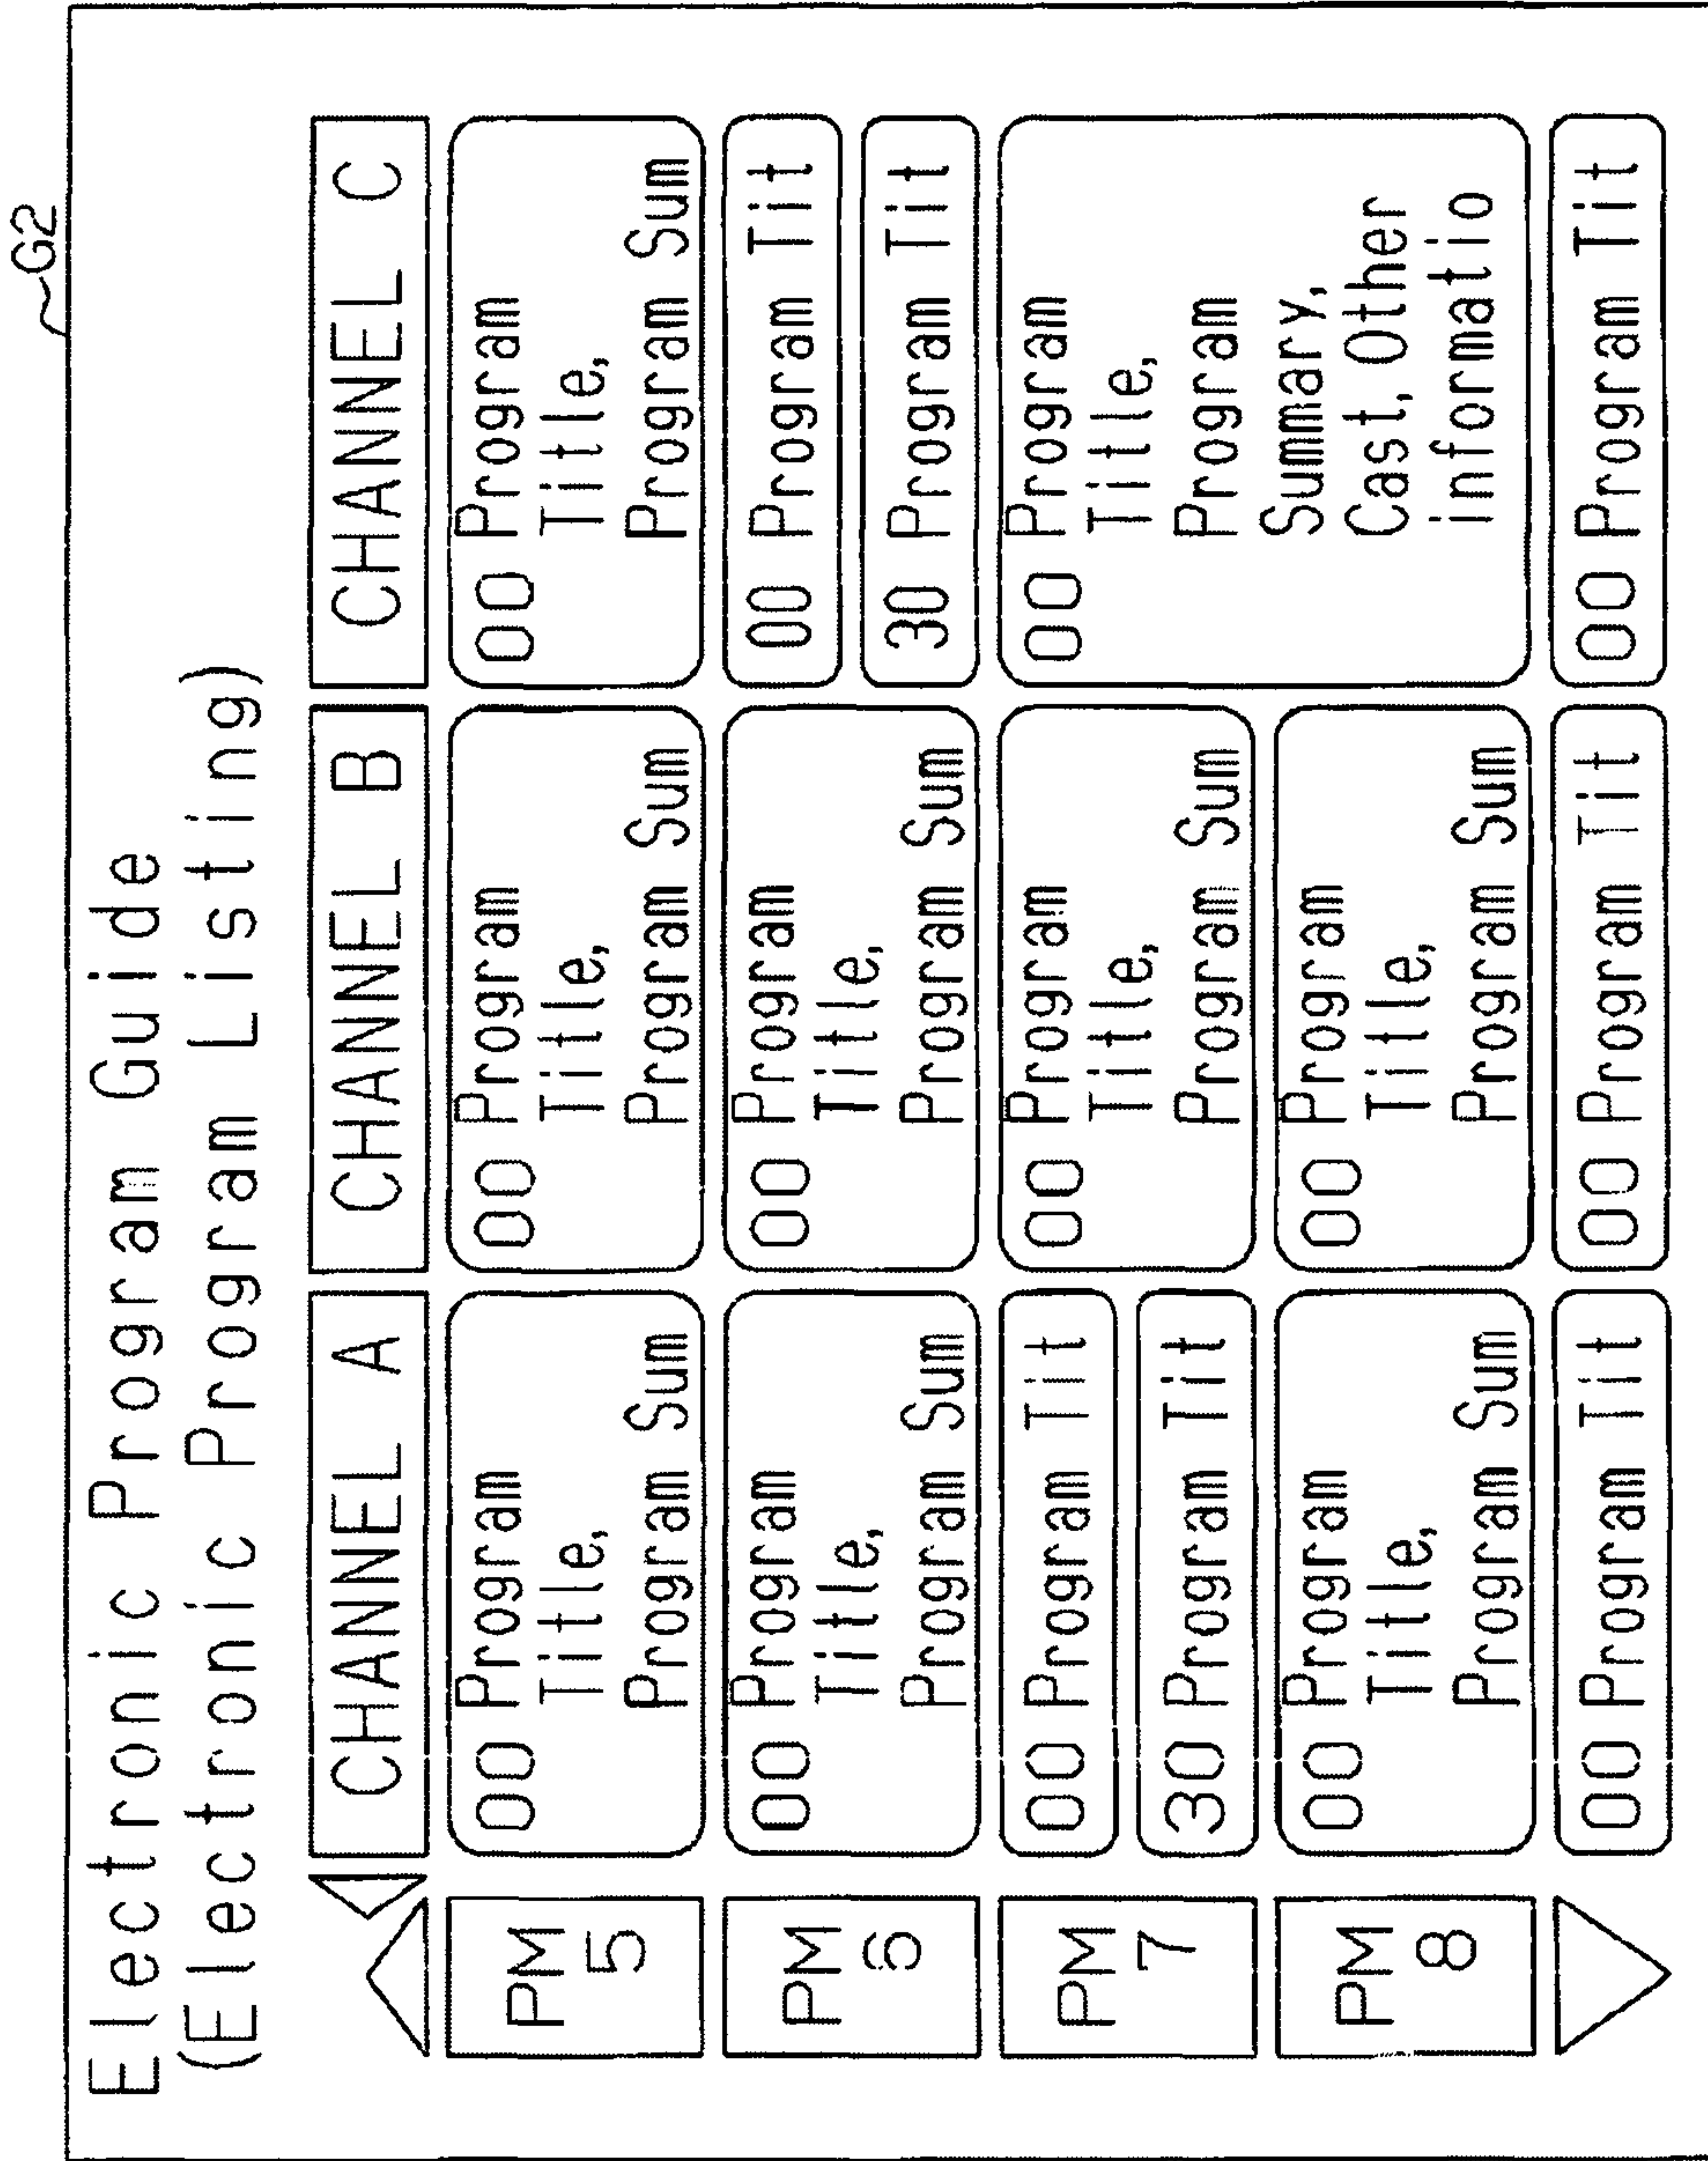 G2
Electronic Program Guide
(Electronic Program Listing)
CHANNEL A
CHANNEL B
CHANNEL C
PM
5
00 Program
Title,
Program Sum
00 Program
Title,
Program Sum
00 Program
Title,
Program Sum
PM
6
00 Program
Title,
Program Sum
00 Program
Title,
Program Sum
00 Program Tit
30 Program Tit
PM
7
00 Program Tit
30 Program Tit
00 Program
Title,
Program Sum
00 Program
Title,
Program
Summary,
Cast, Other
informatio
PM
8
00 Program
Title,
Program Sum
00 Program
Title,
Program Sum
00 Program Tit
00 Program Tit
00 Program Tit